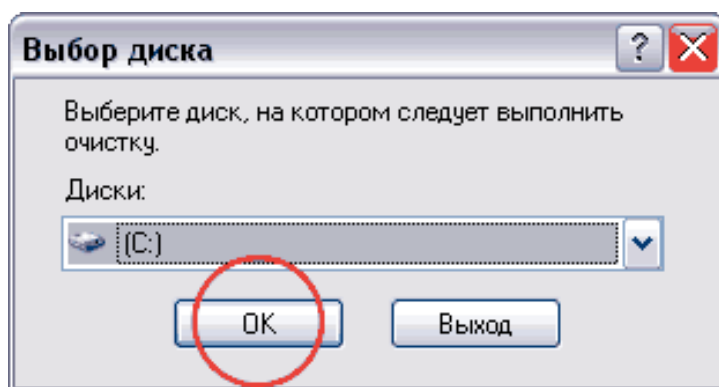 Выбор диска
Выберите диск, на котором следует выполнить
очистку.
Диски:
(C:)
OK Выход